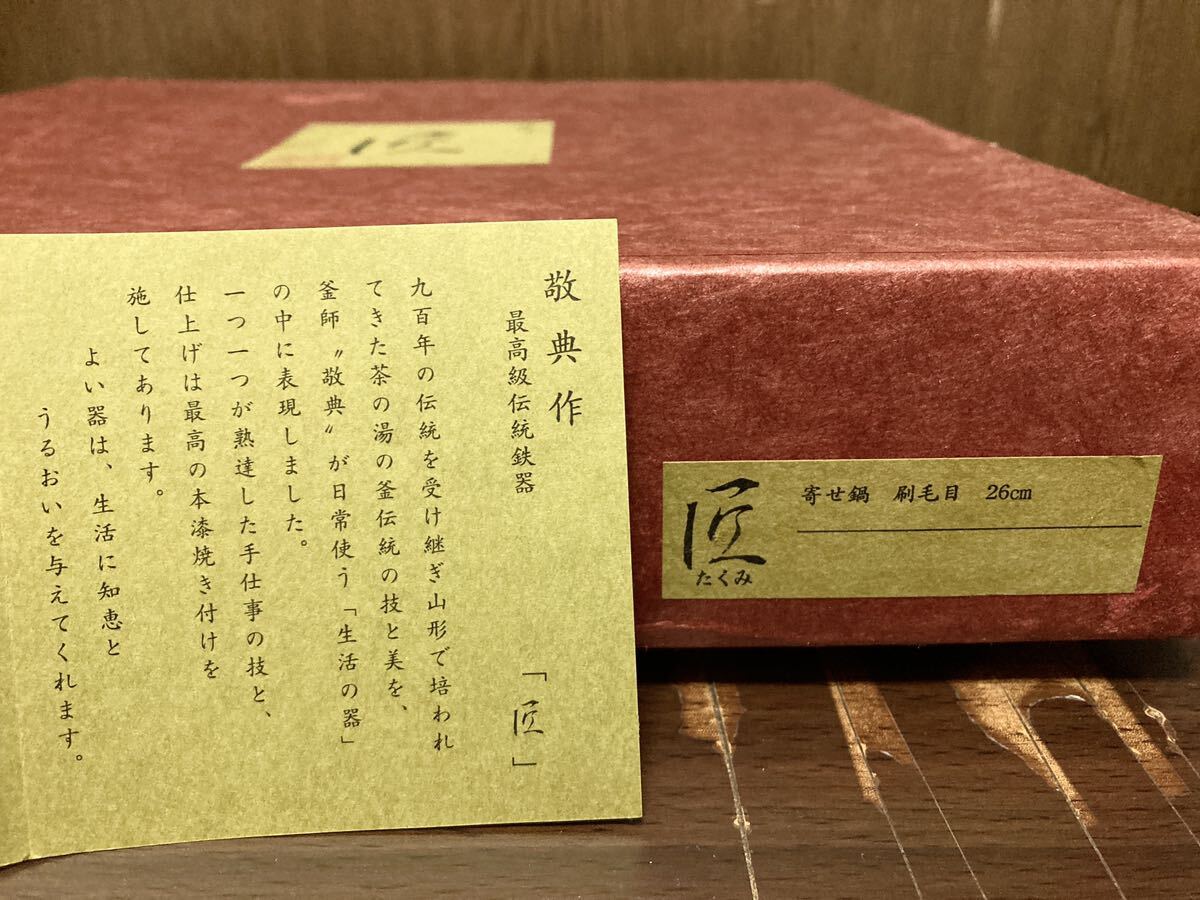 匠
敬典作
最高級伝統鉄器 「匠」
九百年の伝統を受け継ぎ山形で培われ
てきた茶の湯の釜伝統の技と美を、
釜師〝敬典〟が日常使う「生活の器」
の中に表現しました。
一つ一つが熟達した手仕事の技と、
仕上げは最高の本漆焼き付けを
施してあります。
よい器は、生活に知恵と
うるおいを与えてくれます。
匠
たくみ
寄せ鍋 刷毛目 26cm